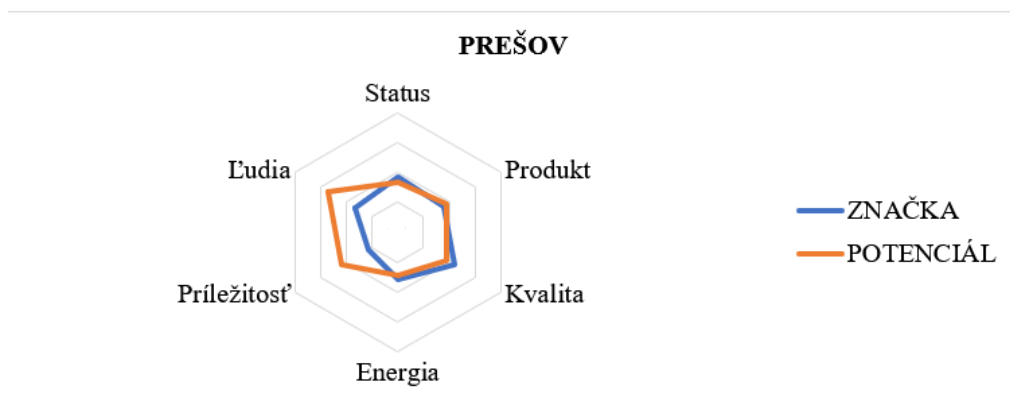 PREŠOV
Status
Ľudia
Produkt
ZNAČKA
POTENCIÁL
Príležitosť
Kvalita
Energia